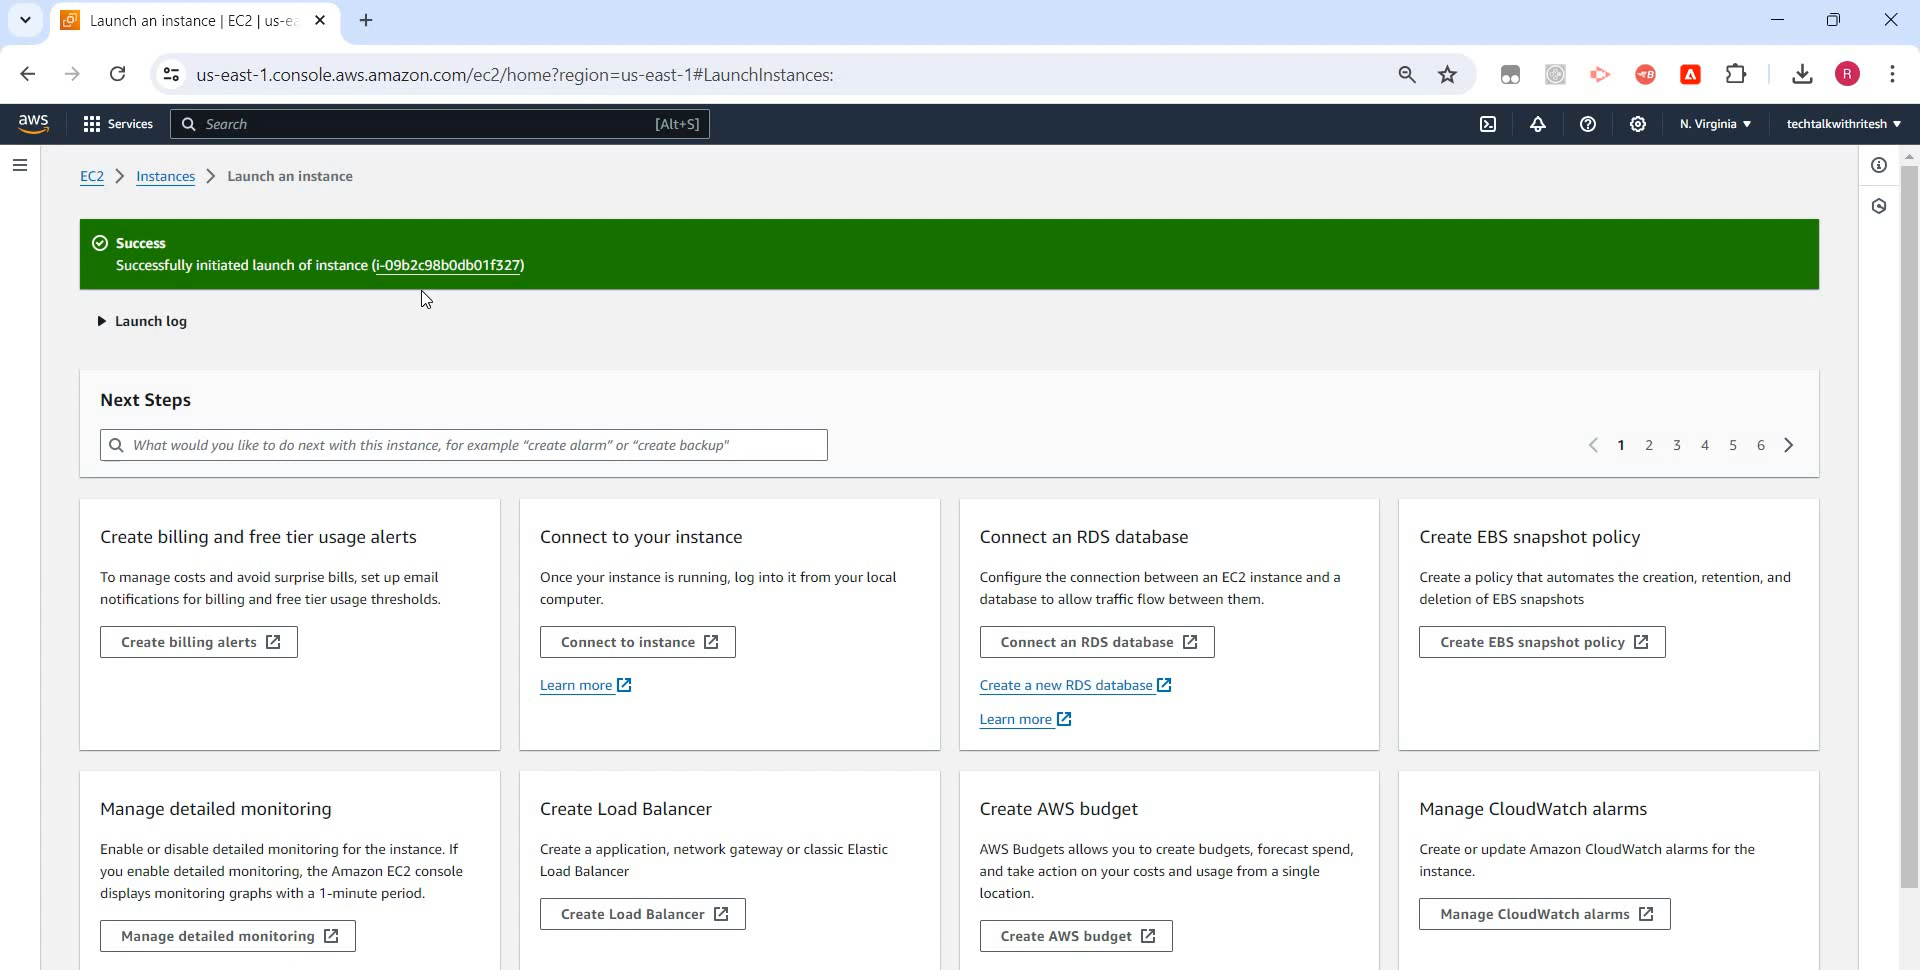 Launch an instance | EC2 | us-ea
us-east-1.console.aws.amazon.com/ec2/home?region=us-east-1#LaunchInstances:
R
aws
Services
Search
[Alt+S]
N. Virginia
techtalkwithritesh
EC2
Instances
Launch an instance
Success
Successfully initiated launch of instance (i-09b2c98b0db01f327)
Launch log
Next Steps
What would you like to do next with this instance, for example “create alarm” or “create backup”
1 2 3 4 5 6
Create billing and free tier usage alerts
To manage costs and avoid surprise bills, set up email
notifications for billing and free tier usage thresholds.
Create billing alerts
Connect to your instance
Once your instance is running, log into it from your local
computer.
Connect to instance
Learn more
Connect an RDS database
Configure the connection between an EC2 instance and a
database to allow traffic flow between them.
Connect an RDS database
Create a new RDS database
Learn more
Create EBS snapshot policy
Create a policy that automates the creation, retention, and
deletion of EBS snapshots
Create EBS snapshot policy
Manage detailed monitoring
Enable or disable detailed monitoring for the instance. If
you enable detailed monitoring, the Amazon EC2 console
displays monitoring graphs with a 1-minute period.
Manage detailed monitoring
Create Load Balancer
Create a application, network gateway or classic Elastic
Load Balancer
Create Load Balancer
Create AWS budget
AWS Budgets allows you to create budgets, forecast spend,
and take action on your costs and usage from a single
location.
Create AWS budget
Manage CloudWatch alarms
Create or update Amazon CloudWatch alarms for the
instance.
Manage CloudWatch alarms